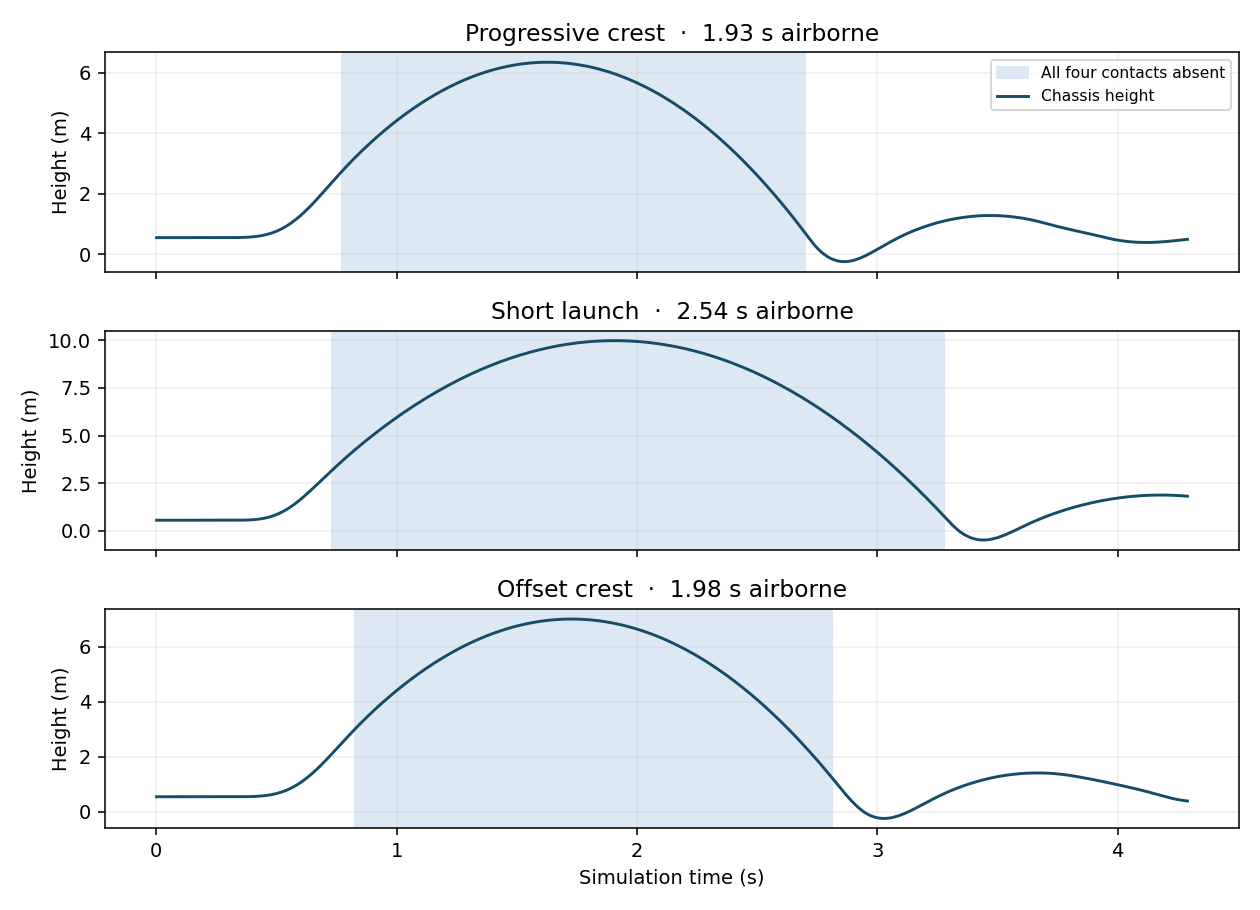 Progressive crest · 1.93 s airborne
Height (m)
6
4
2
0
All four contacts absent
Chassis height
Short launch · 2.54 s airborne
Height (m)
10.0
7.5
5.0
2.5
0.0
Offset crest · 1.98 s airborne
Height (m)
6
4
2
0
0 1 2 3 4
Simulation time (s)